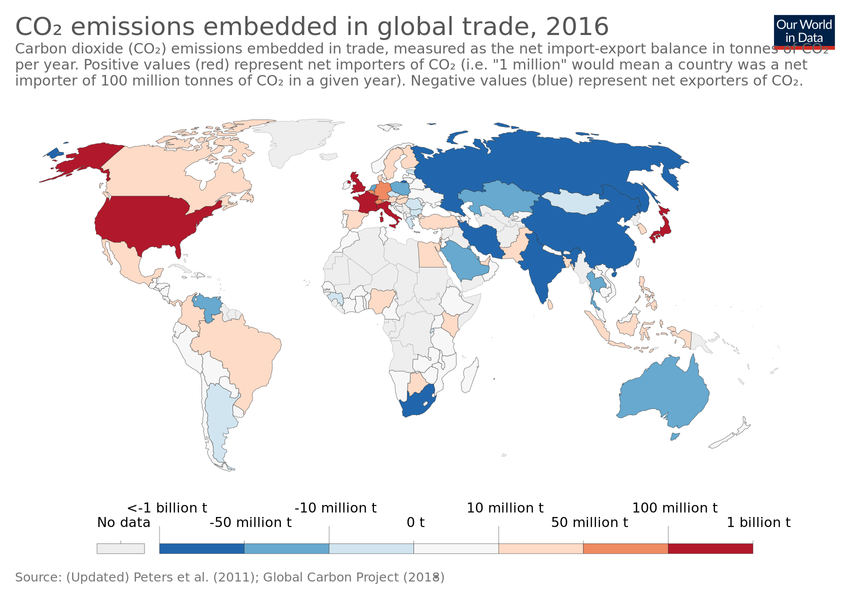 CO₂ emissions embedded in global trade, 2016
Our World
in Data
Carbon dioxide (CO₂) emissions embedded in trade, measured as the net import-export balance in tonnes of CO₂
per year. Positive values (red) represent net importers of CO₂ (i.e. "1 million" would mean a country was a net
importer of 100 million tonnes of CO₂ in a given year). Negative values (blue) represent net exporters of CO₂.
<-1 billion t -10 million t 10 million t 100 million t
No data -50 million t 0 t 50 million t 1 billion t
Source: (Updated) Peters et al. (2011); Global Carbon Project (2018)